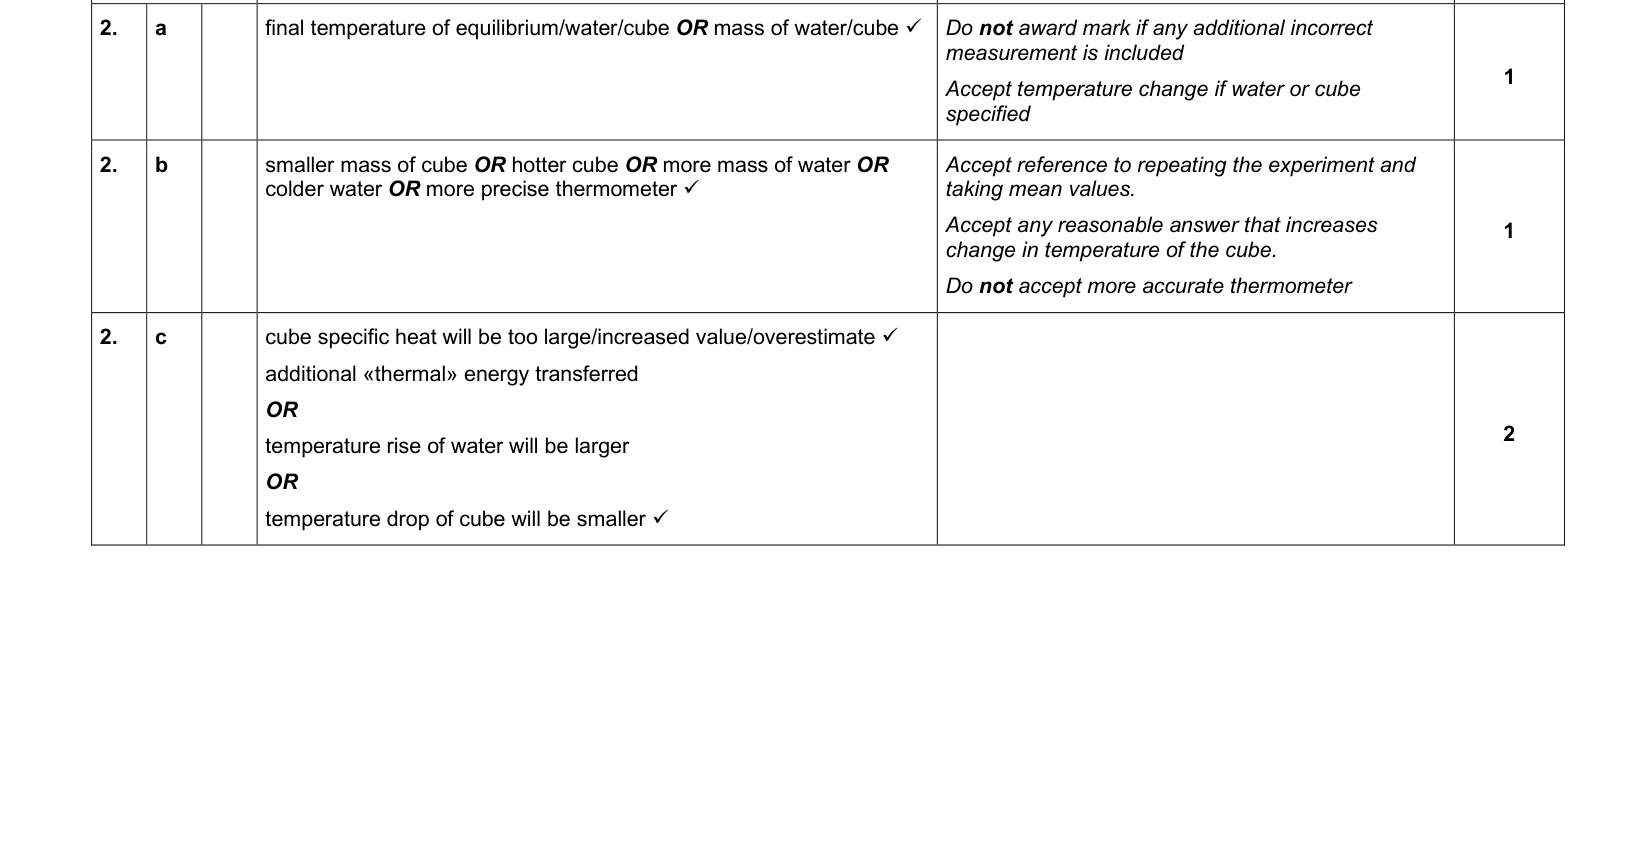 2. a final temperature of equilibrium/water/cube OR mass of water/cube ✓
Do not award mark if any additional incorrect
measurement is included
Accept temperature change if water or cube
specified
1
2. b smaller mass of cube OR hotter cube OR more mass of water OR
colder water OR more precise thermometer ✓
Accept reference to repeating the experiment and
taking mean values.
Accept any reasonable answer that increases
change in temperature of the cube.
Do not accept more accurate thermometer
1
2. c cube specific heat will be too large/increased value/overestimate ✓
additional «thermal» energy transferred
OR
temperature rise of water will be larger
OR
temperature drop of cube will be smaller ✓
2